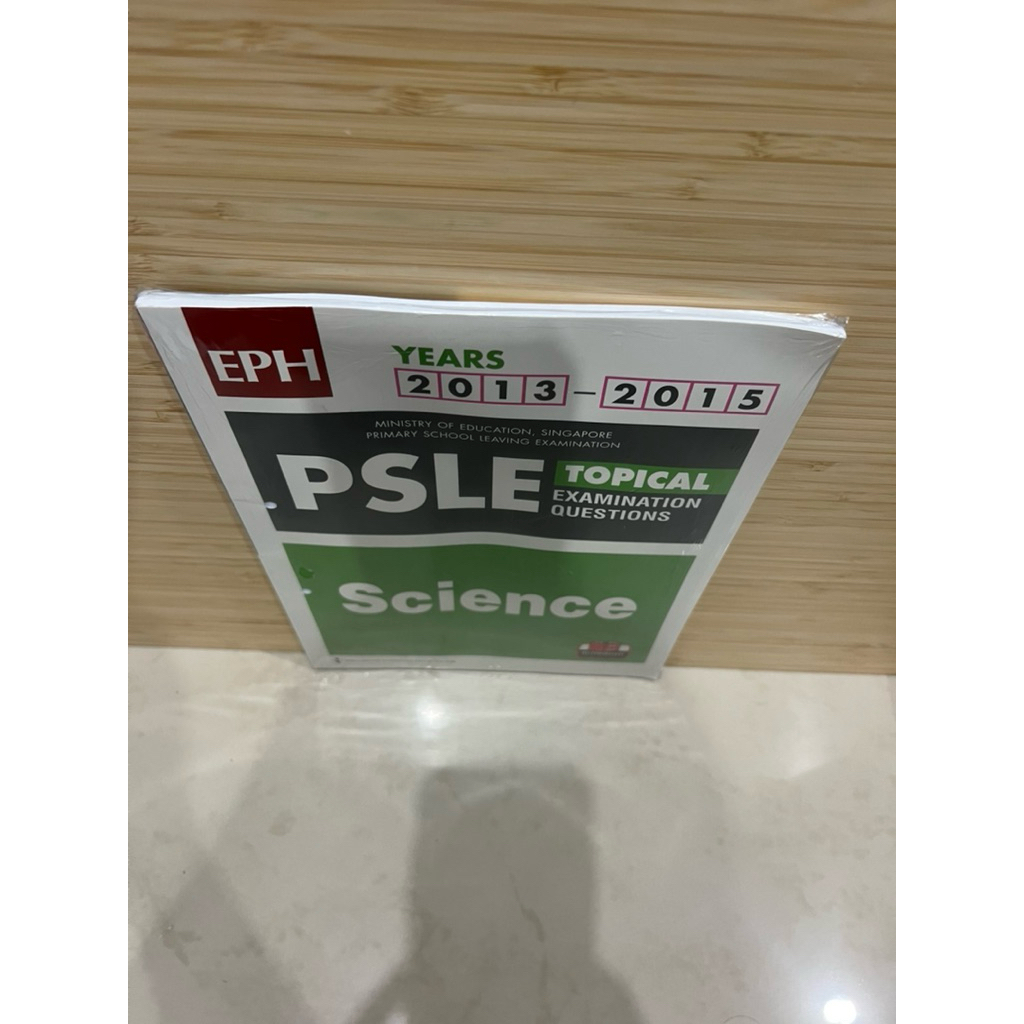 EPH
YEARS
2013-2015
MINISTRY OF EDUCATION, SINGAPORE
PRIMARY SCHOOL LEAVING EXAMINATION
PSLE
TOPICAL
EXAMINATION
QUESTIONS
Science